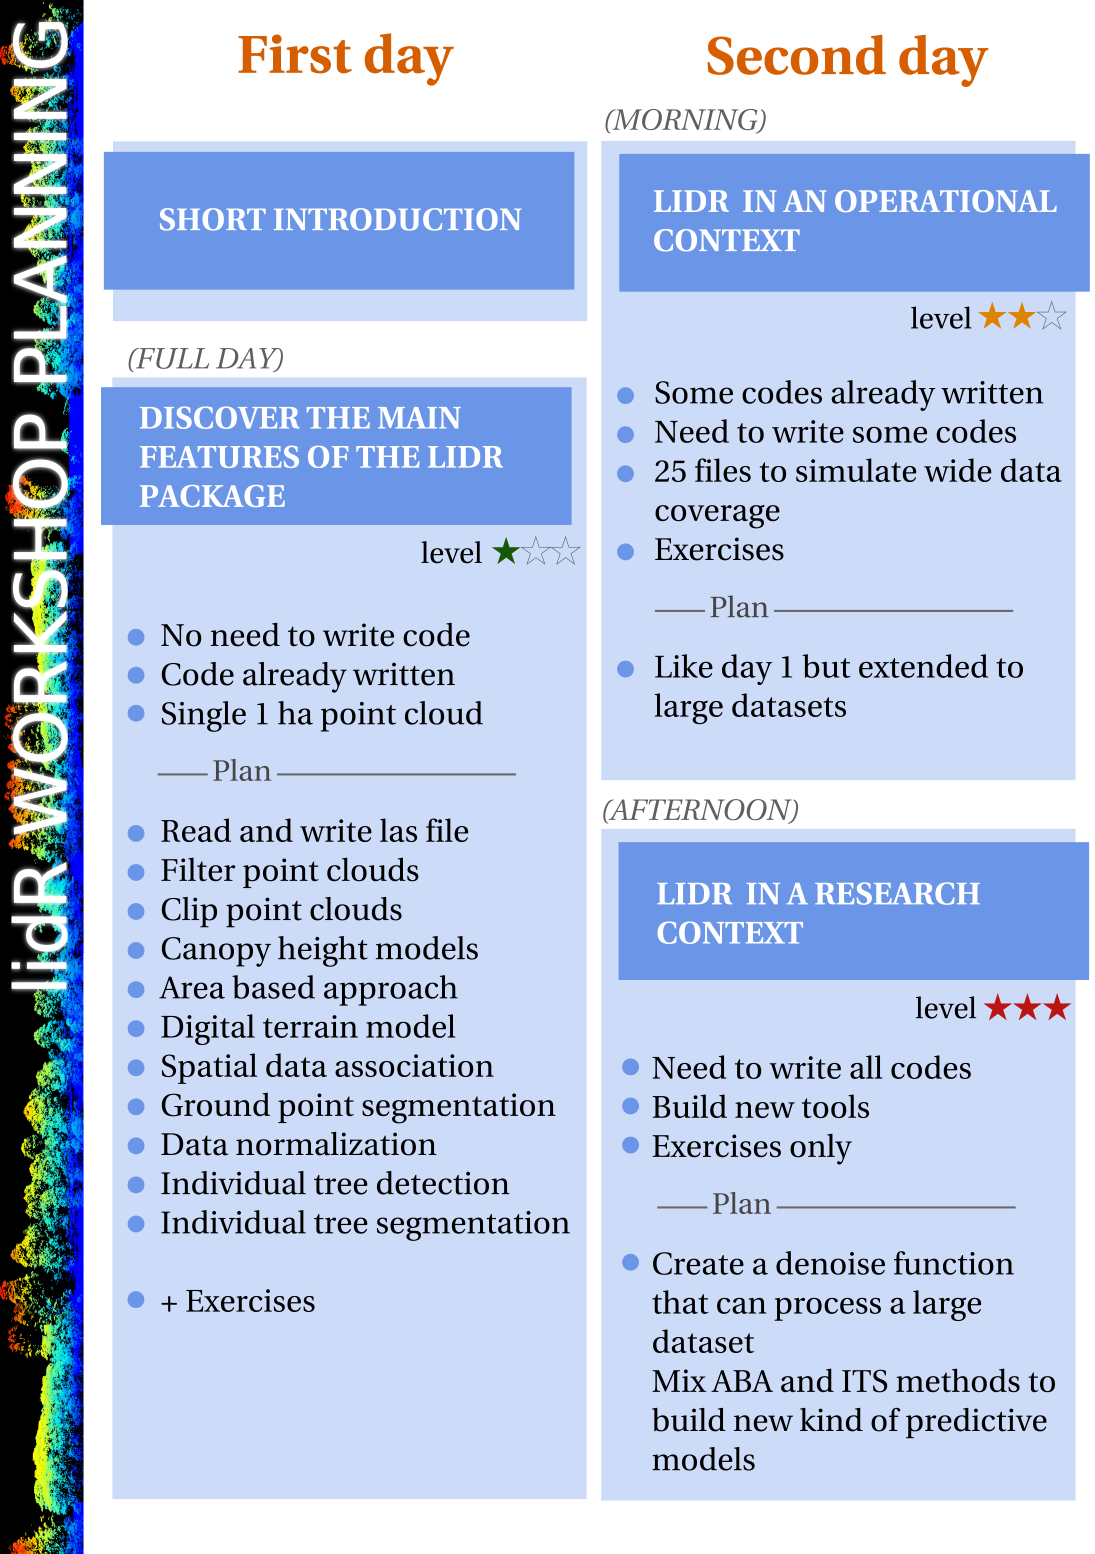 lidR WORKSHOP PLANNING
First day
SHORT INTRODUCTION
(FULL DAY)
DISCOVER THE MAIN
FEATURES OF THE LIDR
PACKAGE
level
No need to write code
Code already written
Single 1 ha point cloud
Plan
Read and write las file
Filter point clouds
Clip point clouds
Canopy height models
Area based approach
Digital terrain model
Spatial data association
Ground point segmentation
Data normalization
Individual tree detection
Individual tree segmentation
+ Exercises
Second day
(MORNING)
LIDR IN AN OPERATIONAL
CONTEXT
level
Some codes already written
Need to write some codes
25 files to simulate wide data
coverage
Exercises
Plan
Like day 1 but extended to
large datasets
(AFTERNOON)
LIDR IN A RESEARCH
CONTEXT
level
Need to write all codes
Build new tools
Exercises only
Plan
Create a denoise function
that can process a large
dataset
Mix ABA and ITS methods to
build new kind of predictive
models